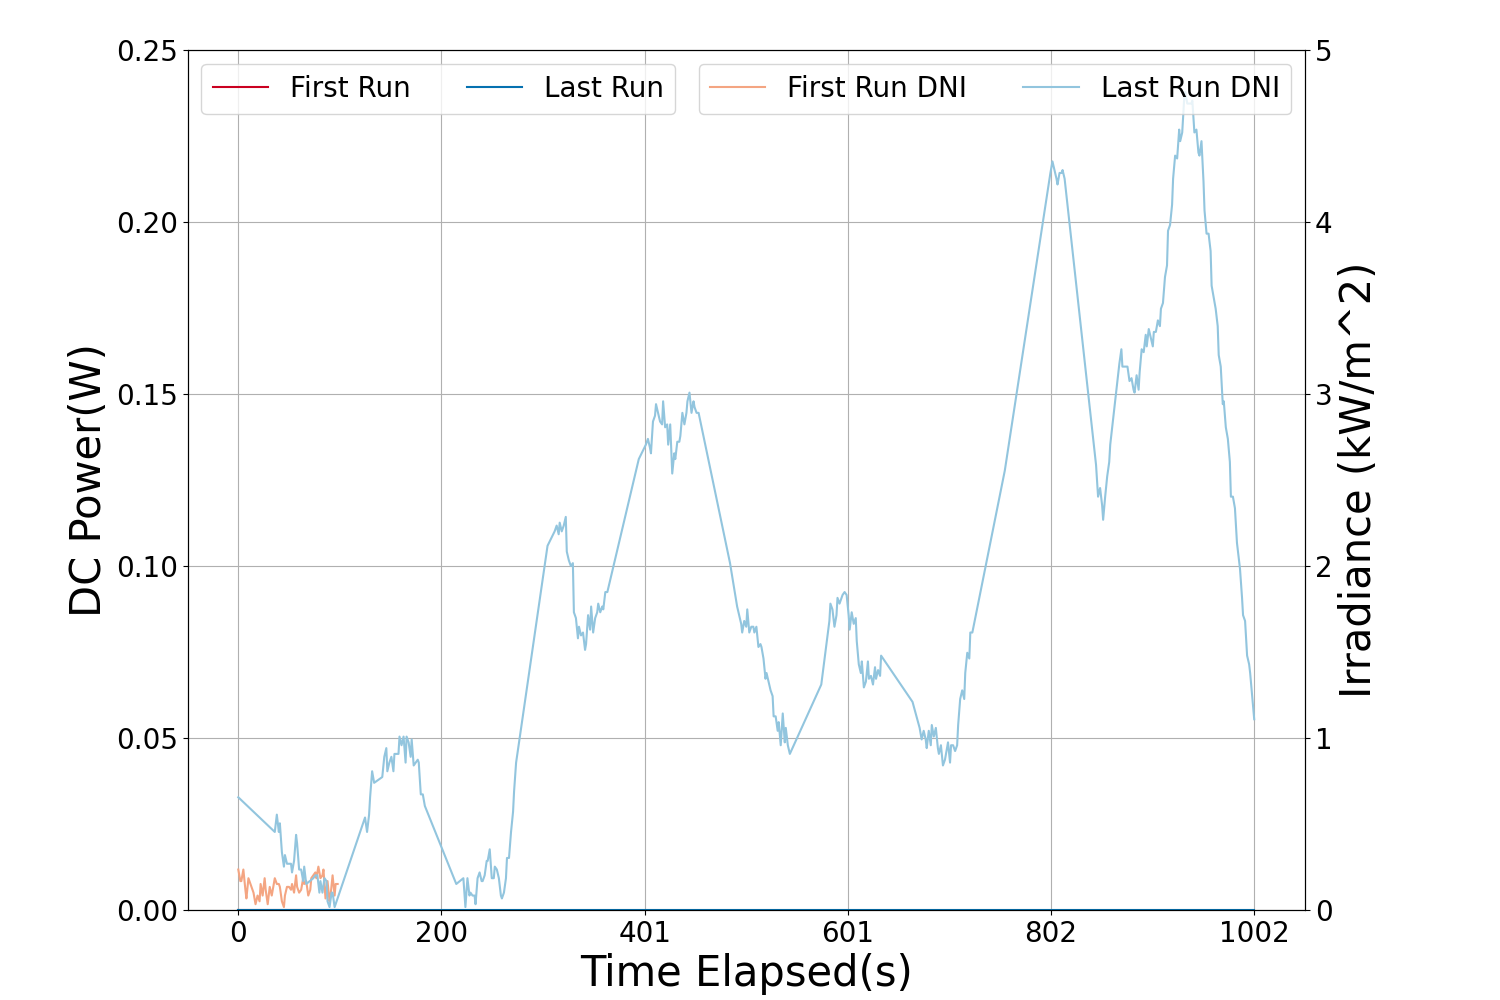 First Run Last Run First Run DNI Last Run DNI
0.25
0.20
0.15
0.10
0.05
0.00
DC Power(W)
5
4
3
2
1
0
Irradiance (kW/m^2)
0 200 401 601 802 1002
Time Elapsed(s)